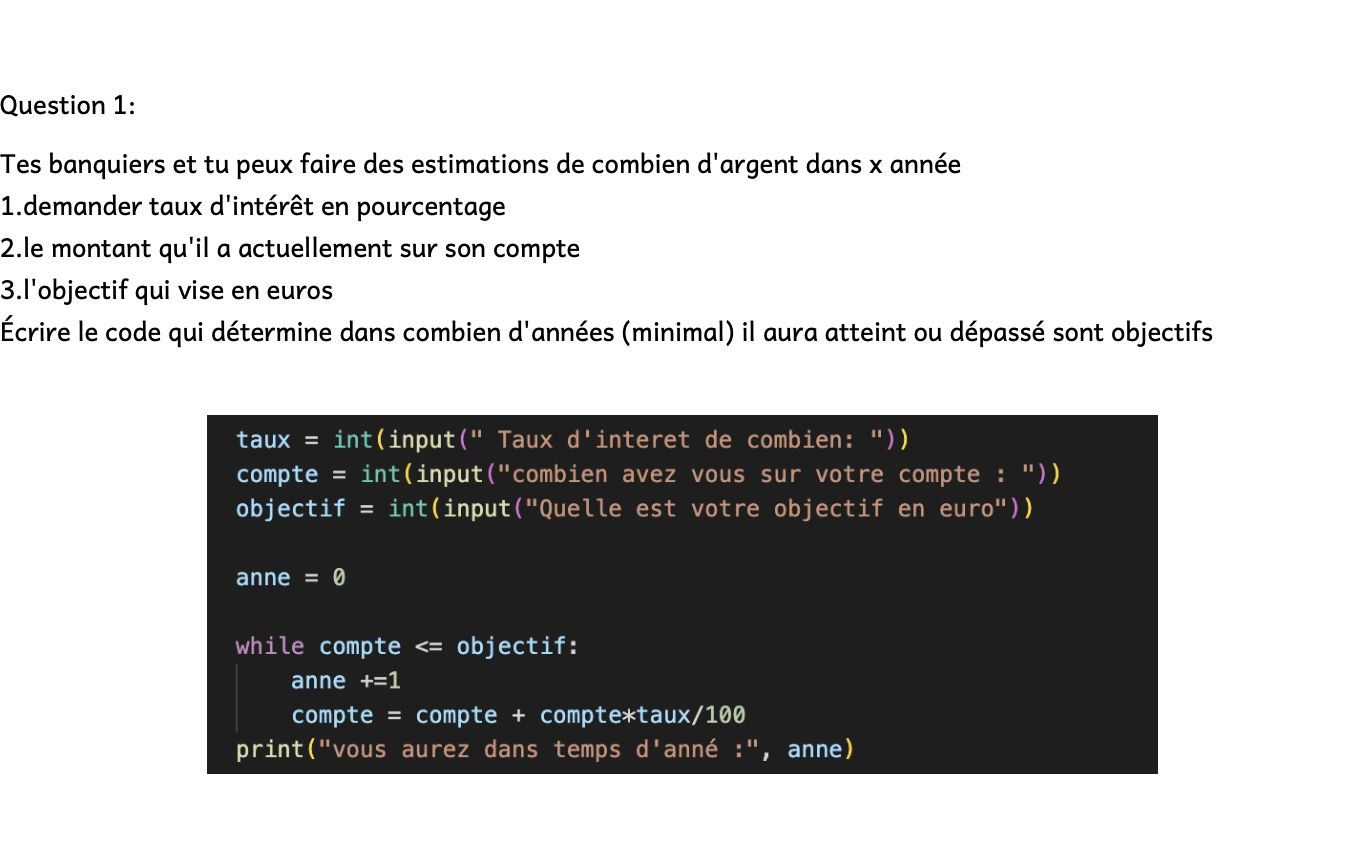 Question 1:
Tes banquiers et tu peux faire des estimations de combien d'argent dans x année
1.demander taux d'intérêt en pourcentage
2.le montant qu'il a actuellement sur son compte
3.l'objectif qui vise en euros
Écrire le code qui détermine dans combien d'années (minimal) il aura atteint ou dépassé sont objectifs
taux = int(input(" Taux d'interet de combien: "))
compte = int(input("combien avez vous sur votre compte : "))
objectif = int(input("Quelle est votre objectif en euro"))
anne = 0
while compte <= objectif:
    anne +=1
    compte = compte + compte*taux/100
print("vous aurez dans temps d'anné :", anne)